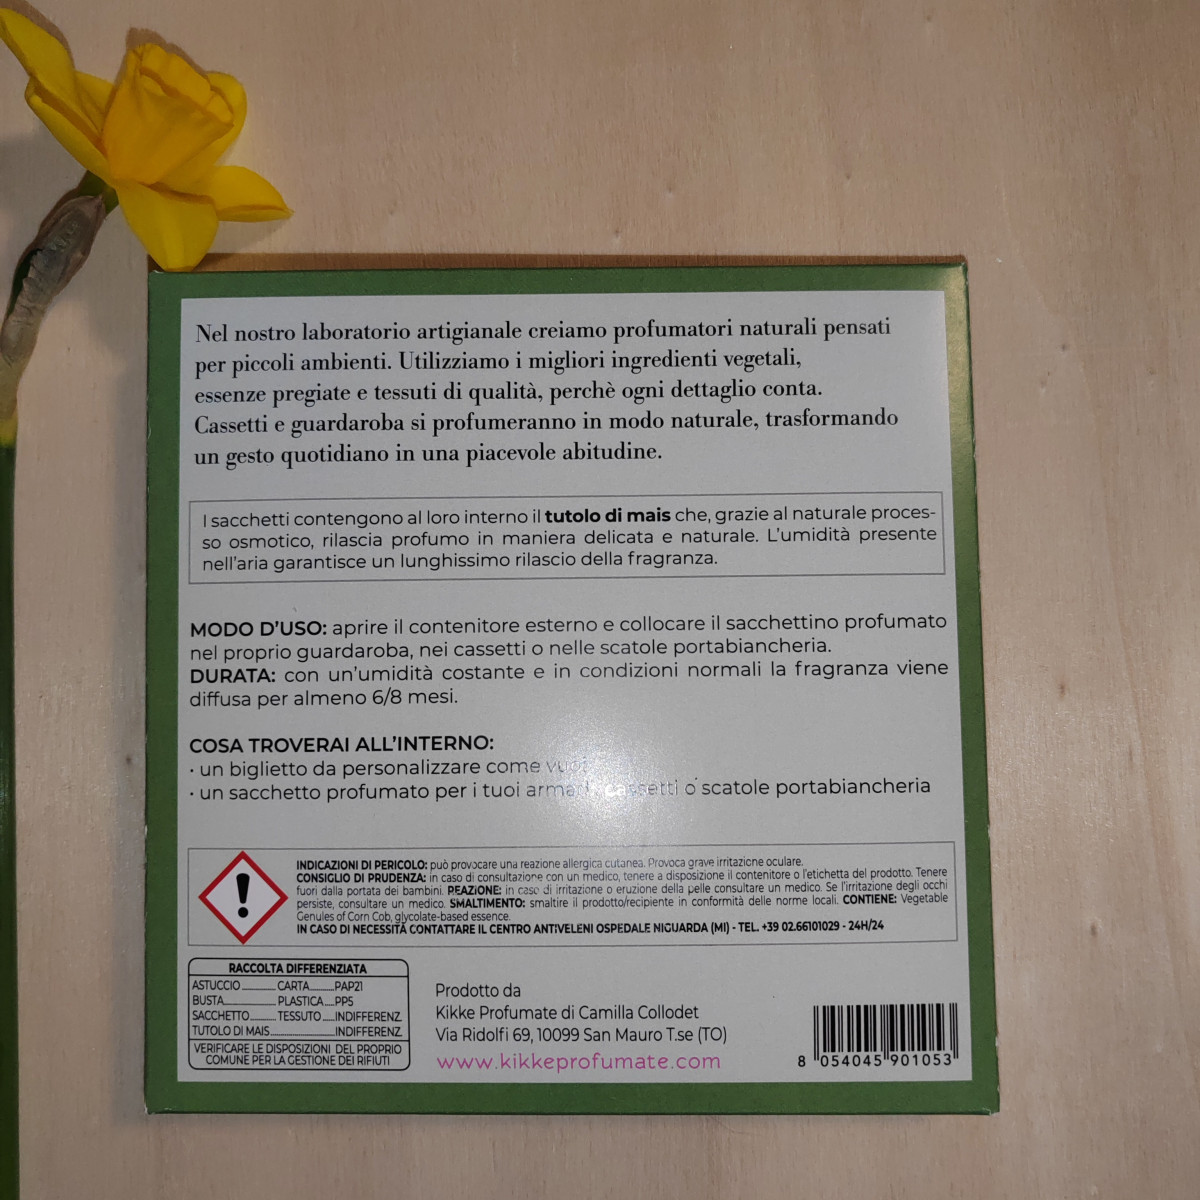 Nel nostro laboratorio artigianale creiamo profumatori naturali pensati
per piccoli ambienti. Utilizziamo i migliori ingredienti vegetali,
essenze pregiate e tessuti di qualità, perchè ogni dettaglio conta.
Cassetti e guardaroba si profumeranno in modo naturale, trasformando
un gesto quotidiano in una piacevole abitudine.
I sacchetti contengono al loro interno il tutolo di mais che, grazie al naturale proces-
so osmotico, rilascia profumo in maniera delicata e naturale. L'umidità presente
nell'aria garantisce un lunghissimo rilascio della fragranza.
MODO D'USO: aprire il contenitore esterno e collocare il sacchettino profumato
nel proprio guardaroba, nei cassetti o nelle scatole portabiancheria.
DURATA: con un'umidità costante e in condizioni normali la fragranza viene
diffusa per almeno 6/8 mesi.
COSA TROVERAI ALL'INTERNO:
· un biglietto da personalizzare come vuoi
· un sacchetto profumato per i tuoi armadi, cassetti o scatole portabiancheria
INDICAZIONI DI PERICOLO: può provocare una reazione allergica cutanea. Provoca grave irritazione oculare.
CONSIGLIO DI PRUDENZA: in caso di consultazione con un medico, tenere a disposizione il contenitore o l'etichetta del prodotto. Tenere
fuori dalla portata dei bambini. REAZIONE: in caso di irritazione o eruzione della pelle consultare un medico. Se l'irritazione degli occhi
persiste, consultare un medico. SMALTIMENTO: smaltire il prodotto/recipiente in conformità delle norme locali. CONTIENE: Vegetable
Genules of Corn Cob, glycolate-based essence.
IN CASO DI NECESSITÀ CONTATTARE IL CENTRO ANTIVELENI OSPEDALE NIGUARDA (MI) - TEL. +39 02.66101029 - 24H/24
RACCOLTA DIFFERENZIATA
ASTUCCIO CARTA PAP21
BUSTA PLASTICA PP5
SACCHETTO TESSUTO INDIFFERENZ.
TUTOLO DI MAIS INDIFFERENZ.
VERIFICARE LE DISPOSIZIONI DEL PROPRIO
COMUNE PER LA GESTIONE DEI RIFIUTI
Prodotto da
Kikke Profumate di Camilla Collodet
Via Ridolfi 69, 10099 San Mauro T.se (TO)
www.kikkeprofumate.com
8 054045 901053